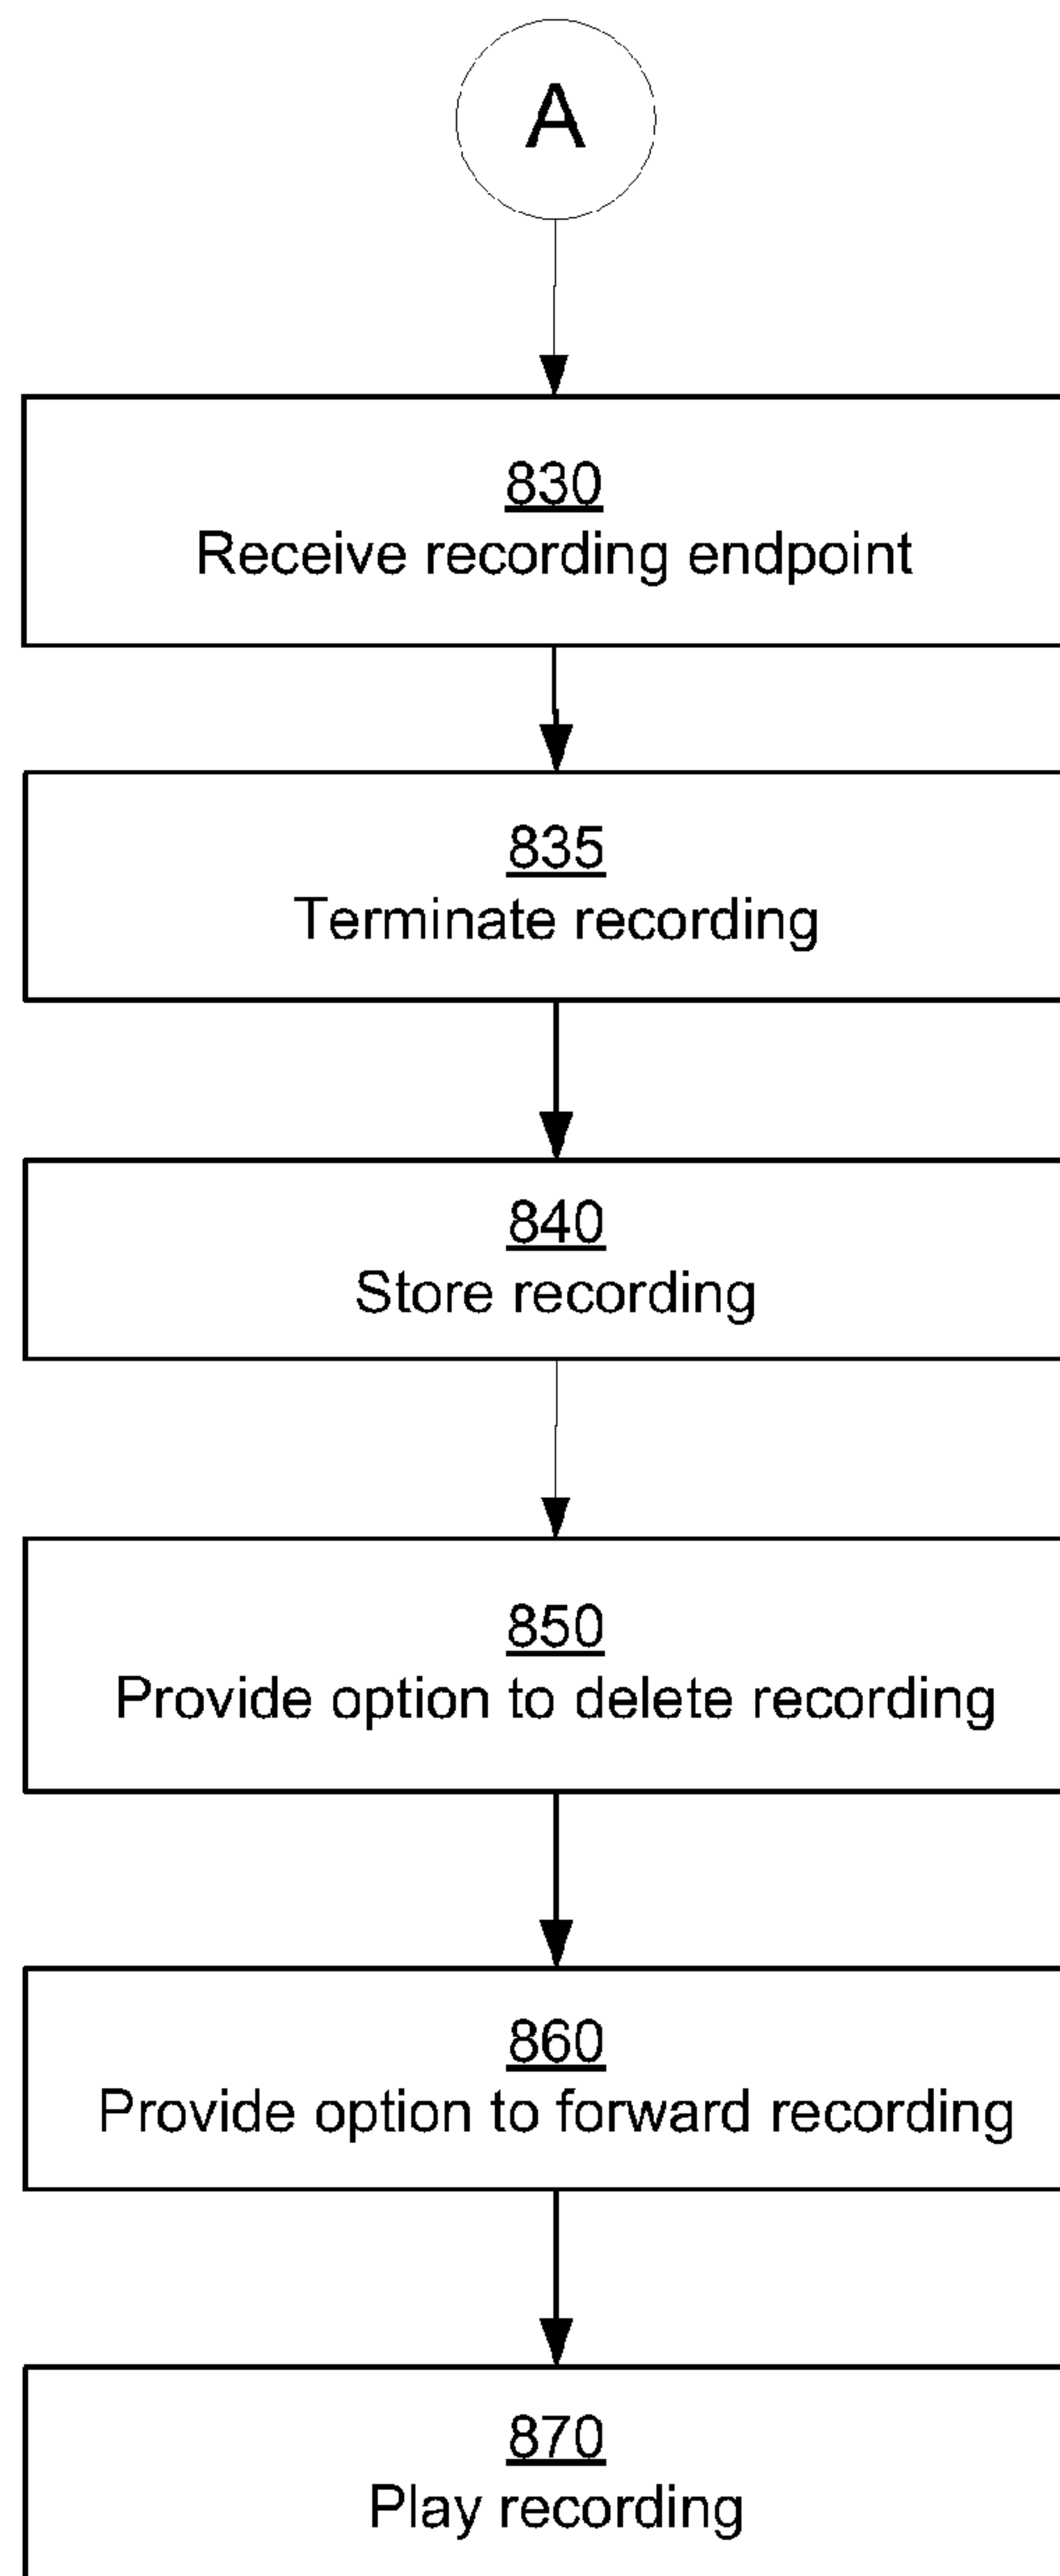 A
830
Receive recording endpoint
835
Terminate recording
840
Store recording
850
Provide option to delete recording
860
Provide option to forward recording
870
Play recording